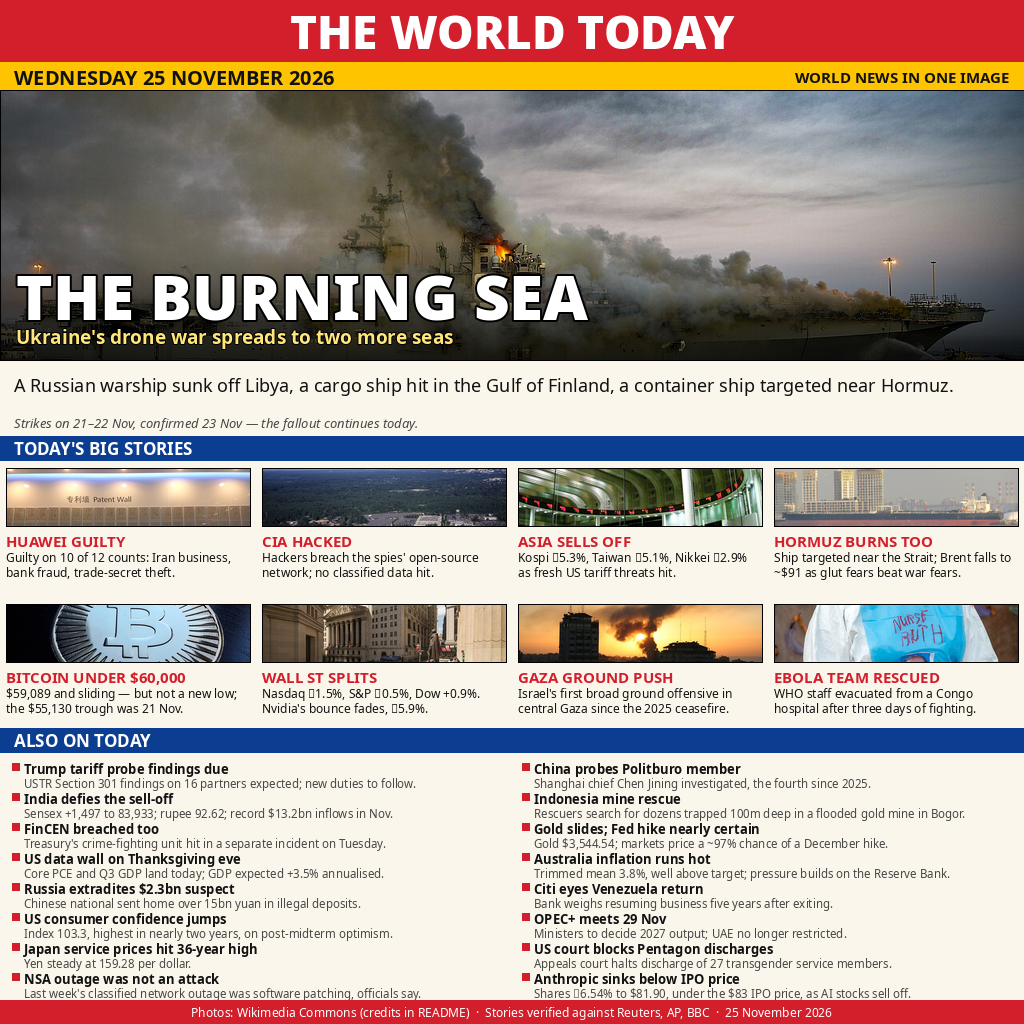 THE WORLD TODAY
WEDNESDAY 25 NOVEMBER 2026
WORLD NEWS IN ONE IMAGE
THE BURNING SEA
Ukraine's drone war spreads to two more seas
A Russian warship sunk off Libya, a cargo ship hit in the Gulf of Finland, a container ship targeted near Hormuz.
Strikes on 21–22 Nov, confirmed 23 Nov — the fallout continues today.
TODAY'S BIG STORIES
专利墙 Patent Wall
HUAWEI GUILTY
Guilty on 10 of 12 counts: Iran business,
bank fraud, trade-secret theft.
CIA HACKED
Hackers breach the spies' open-source
network; no classified data hit.
ASIA SELLS OFF
Kospi ▯5.3%, Taiwan ▯5.1%, Nikkei ▯2.9%
as fresh US tariff threats hit.
HORMUZ BURNS TOO
Ship targeted near the Strait; Brent falls to
~$91 as glut fears beat war fears.
B
BITCOIN UNDER $60,000
$59,089 and sliding — but not a new low;
the $55,130 trough was 21 Nov.
WALL ST SPLITS
Nasdaq ▯1.5%, S&P ▯0.5%, Dow +0.9%.
Nvidia's bounce fades, ▯5.9%.
GAZA GROUND PUSH
Israel's first broad ground offensive in
central Gaza since the 2025 ceasefire.
NURSE
RUTH
EBOLA TEAM RESCUED
WHO staff evacuated from a Congo
hospital after three days of fighting.
ALSO ON TODAY
Trump tariff probe findings due
USTR Section 301 findings on 16 partners expected; new duties to follow.
India defies the sell-off
Sensex +1,497 to 83,933; rupee 92.62; record $13.2bn inflows in Nov.
FinCEN breached too
Treasury's crime-fighting unit hit in a separate incident on Tuesday.
US data wall on Thanksgiving eve
Core PCE and Q3 GDP land today; GDP expected +3.5% annualised.
Russia extradites $2.3bn suspect
Chinese national sent home over 15bn yuan in illegal deposits.
US consumer confidence jumps
Index 103.3, highest in nearly two years, on post-midterm optimism.
Japan service prices hit 36-year high
Yen steady at 159.28 per dollar.
NSA outage was not an attack
Last week's classified network outage was software patching, officials say.
China probes Politburo member
Shanghai chief Chen Jining investigated, the fourth since 2025.
Indonesia mine rescue
Rescuers search for dozens trapped 100m deep in a flooded gold mine in Bogor.
Gold slides; Fed hike nearly certain
Gold $3,544.54; markets price a ~97% chance of a December hike.
Australia inflation runs hot
Trimmed mean 3.8%, well above target; pressure builds on the Reserve Bank.
Citi eyes Venezuela return
Bank weighs resuming business five years after exiting.
OPEC+ meets 29 Nov
Ministers to decide 2027 output; UAE no longer restricted.
US court blocks Pentagon discharges
Appeals court halts discharge of 27 transgender service members.
Anthropic sinks below IPO price
Shares ▯6.54% to $81.90, under the $83 IPO price, as AI stocks sell off.
Photos: Wikimedia Commons (credits in README) · Stories verified against Reuters, AP, BBC · 25 November 2026